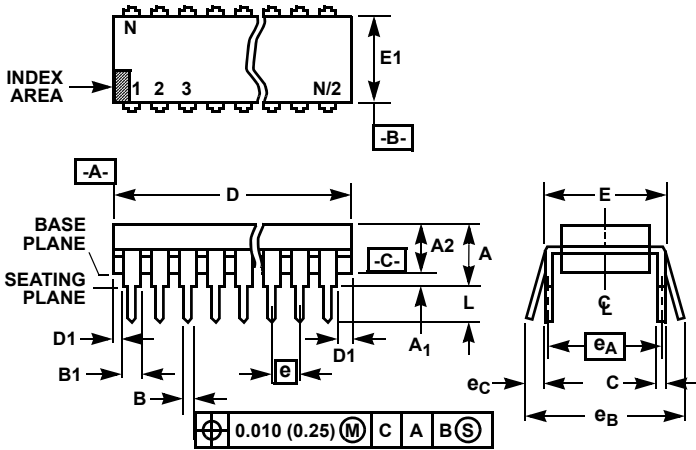 N
E1
INDEX
AREA
1 2 3 N/2
-B-
-A-
D
E
BASE
PLANE
A2 A
-C-
SEATING
PLANE
L
C L
D1
A1
D1
eA
B1
e
eC
C
B
eB
0.010 (0.25) M C A B S